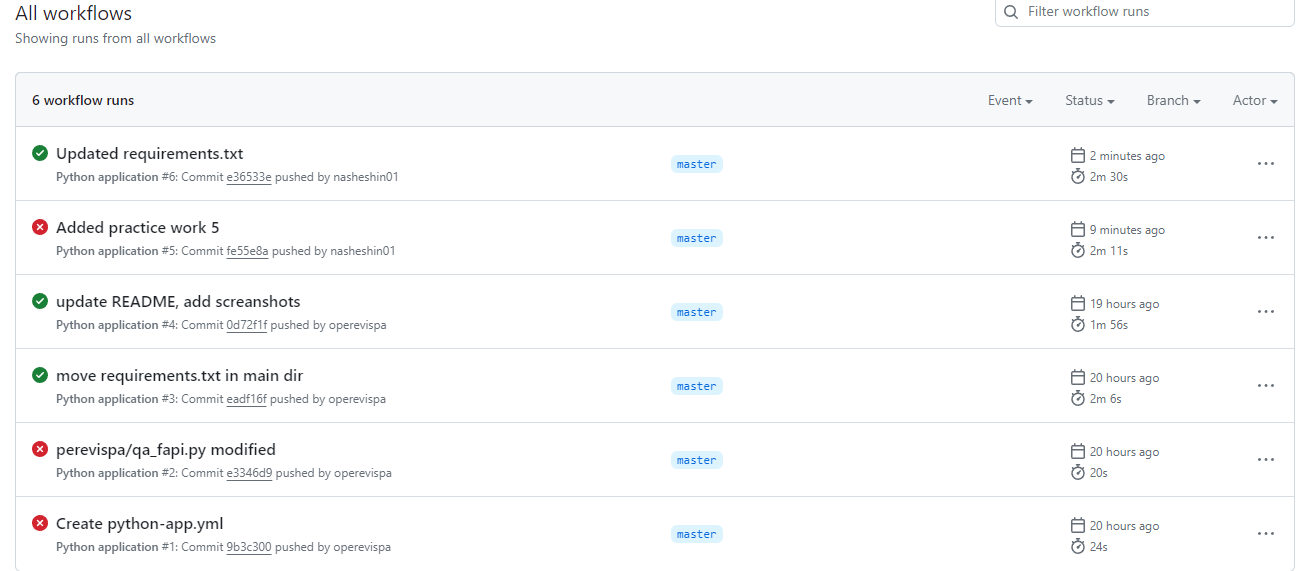 All workflows
Filter workflow runs
Showing runs from all workflows
6 workflow runs
Event
Status
Branch
Actor
Updated requirements.txt
Python application #6: Commit e36533e pushed by nasheshin01
master
2 minutes ago
2m 30s
Added practice work 5
Python application #5: Commit fe55e8a pushed by nasheshin01
master
9 minutes ago
2m 11s
update README, add screanshots
Python application #4: Commit 0d72f1f pushed by operevispa
master
19 hours ago
1m 56s
move requirements.txt in main dir
Python application #3: Commit eadf16f pushed by operevispa
master
20 hours ago
2m 6s
perevispa/qa_fapi.py modified
Python application #2: Commit e3346d9 pushed by operevispa
master
20 hours ago
20s
Create python-app.yml
Python application #1: Commit 9b3c300 pushed by operevispa
master
20 hours ago
24s